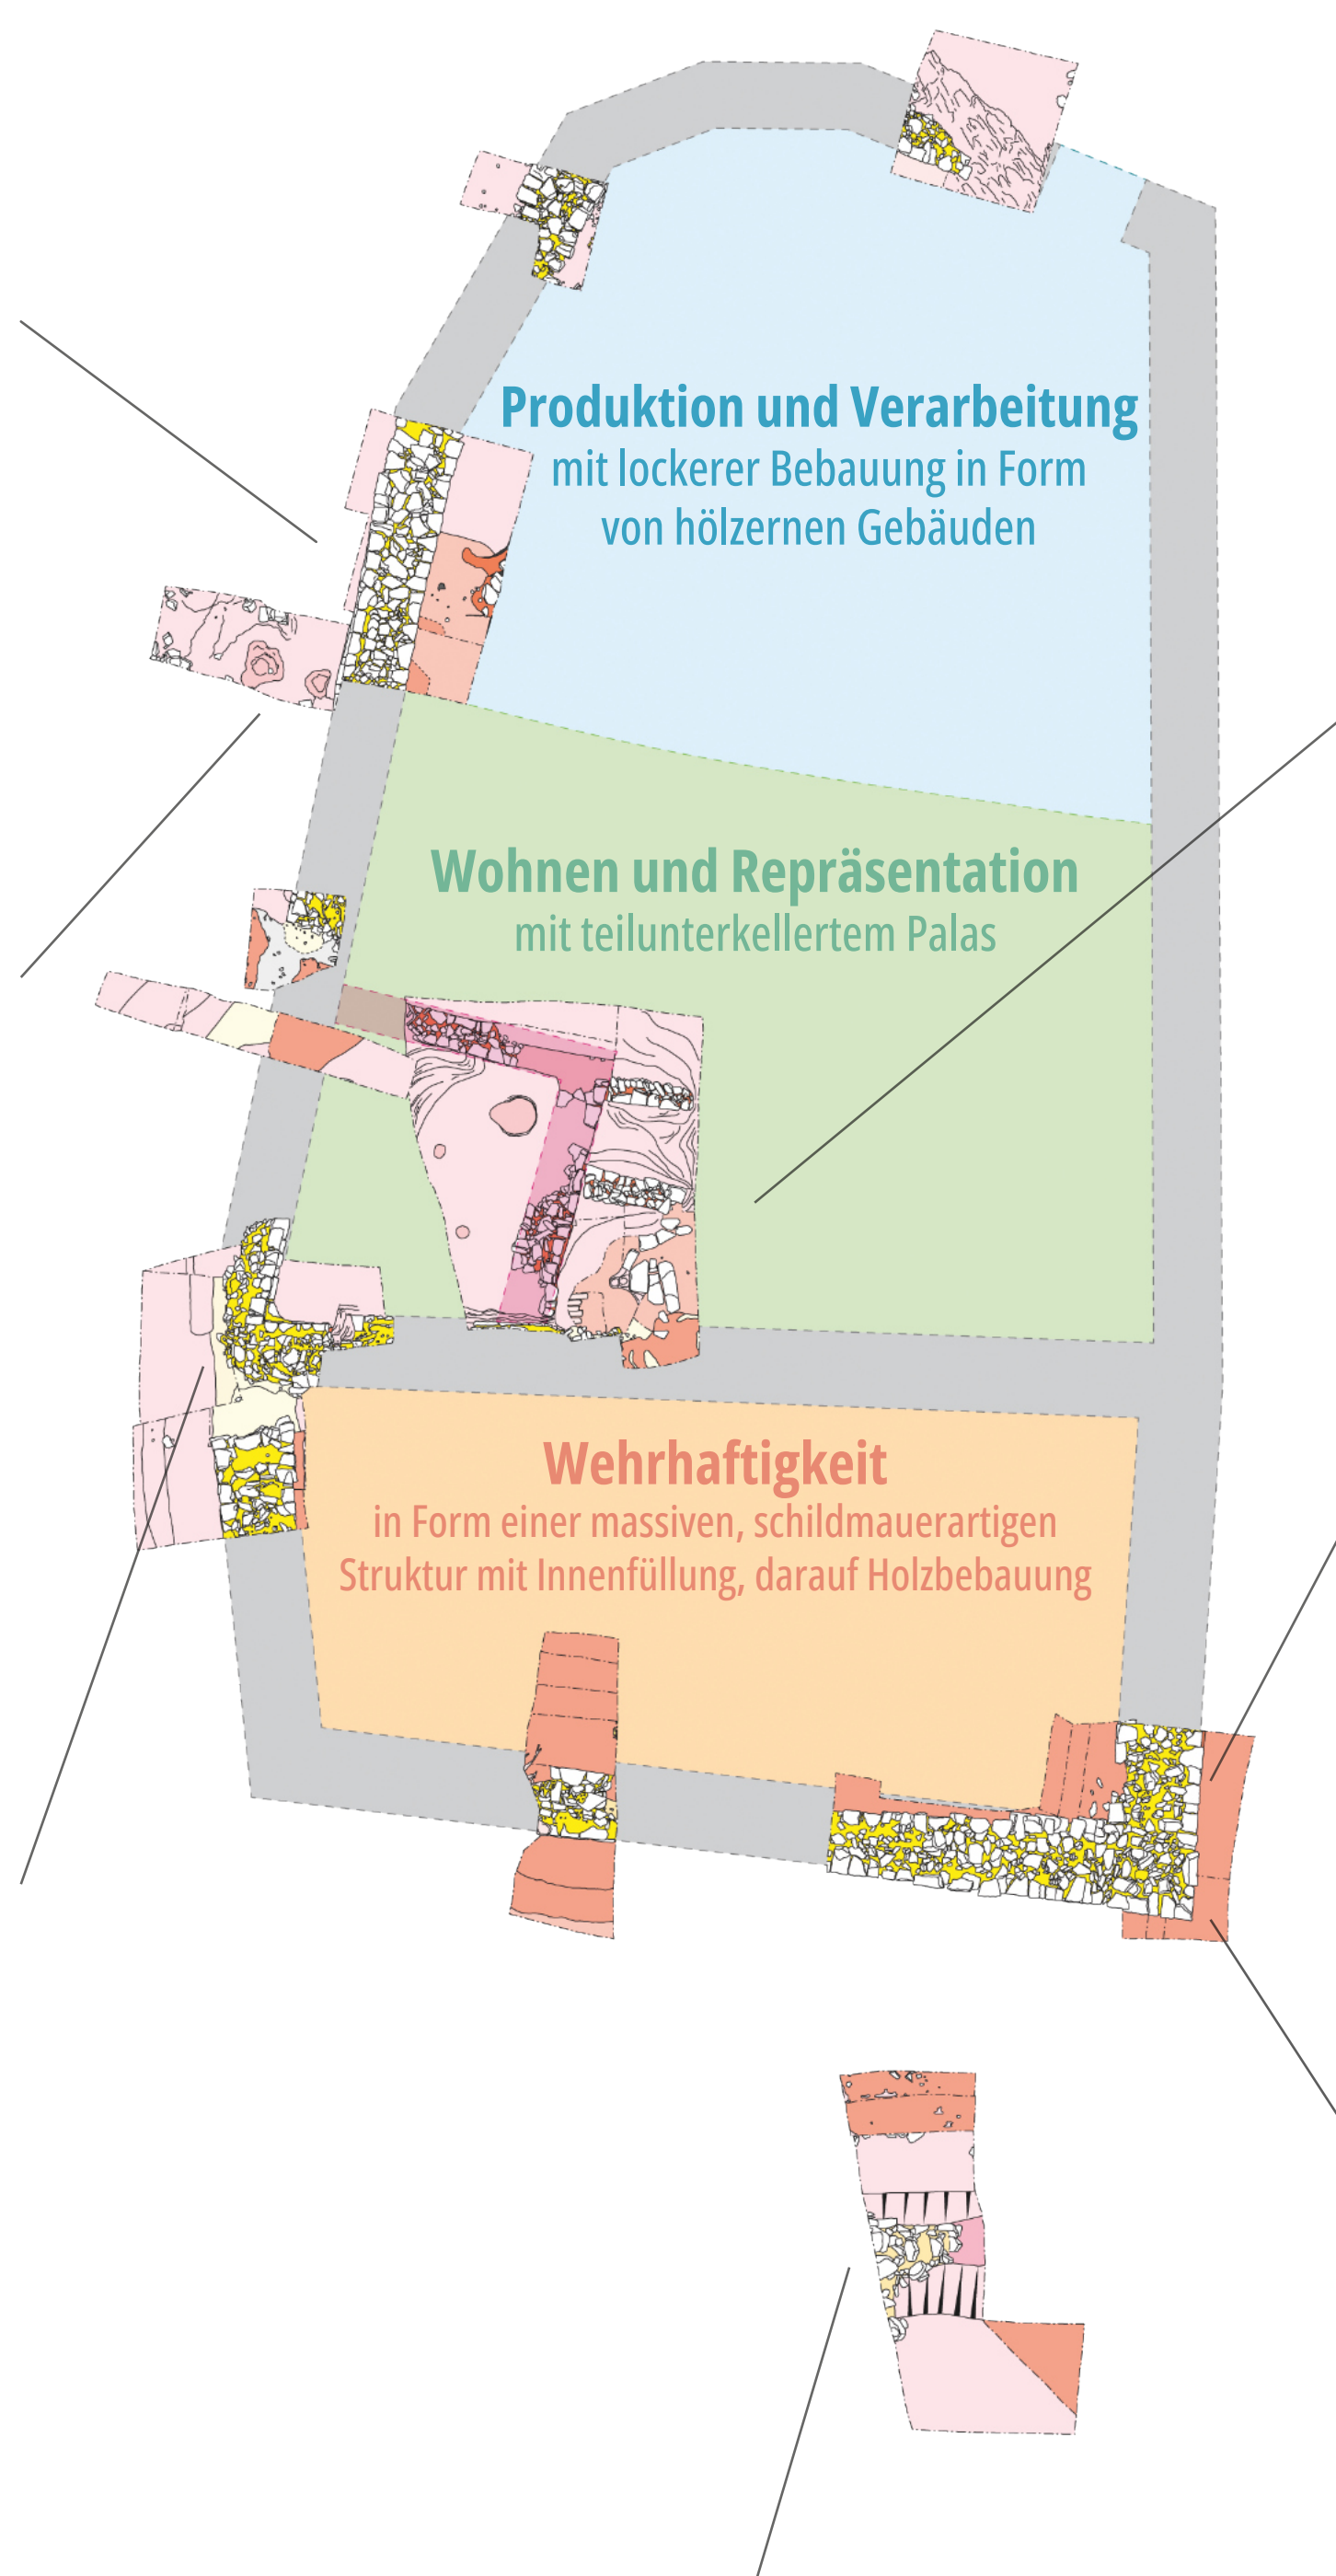 Produktion und Verarbeitung
mit lockerer Bebauung in Form
von hölzernen Gebäuden
Wohnen und Repräsentation
mit teilunterkellertem Palas
Wehrhaftigkeit
in Form einer massiven, schildmauerartigen
Struktur mit Innenfüllung, darauf Holzbebauung